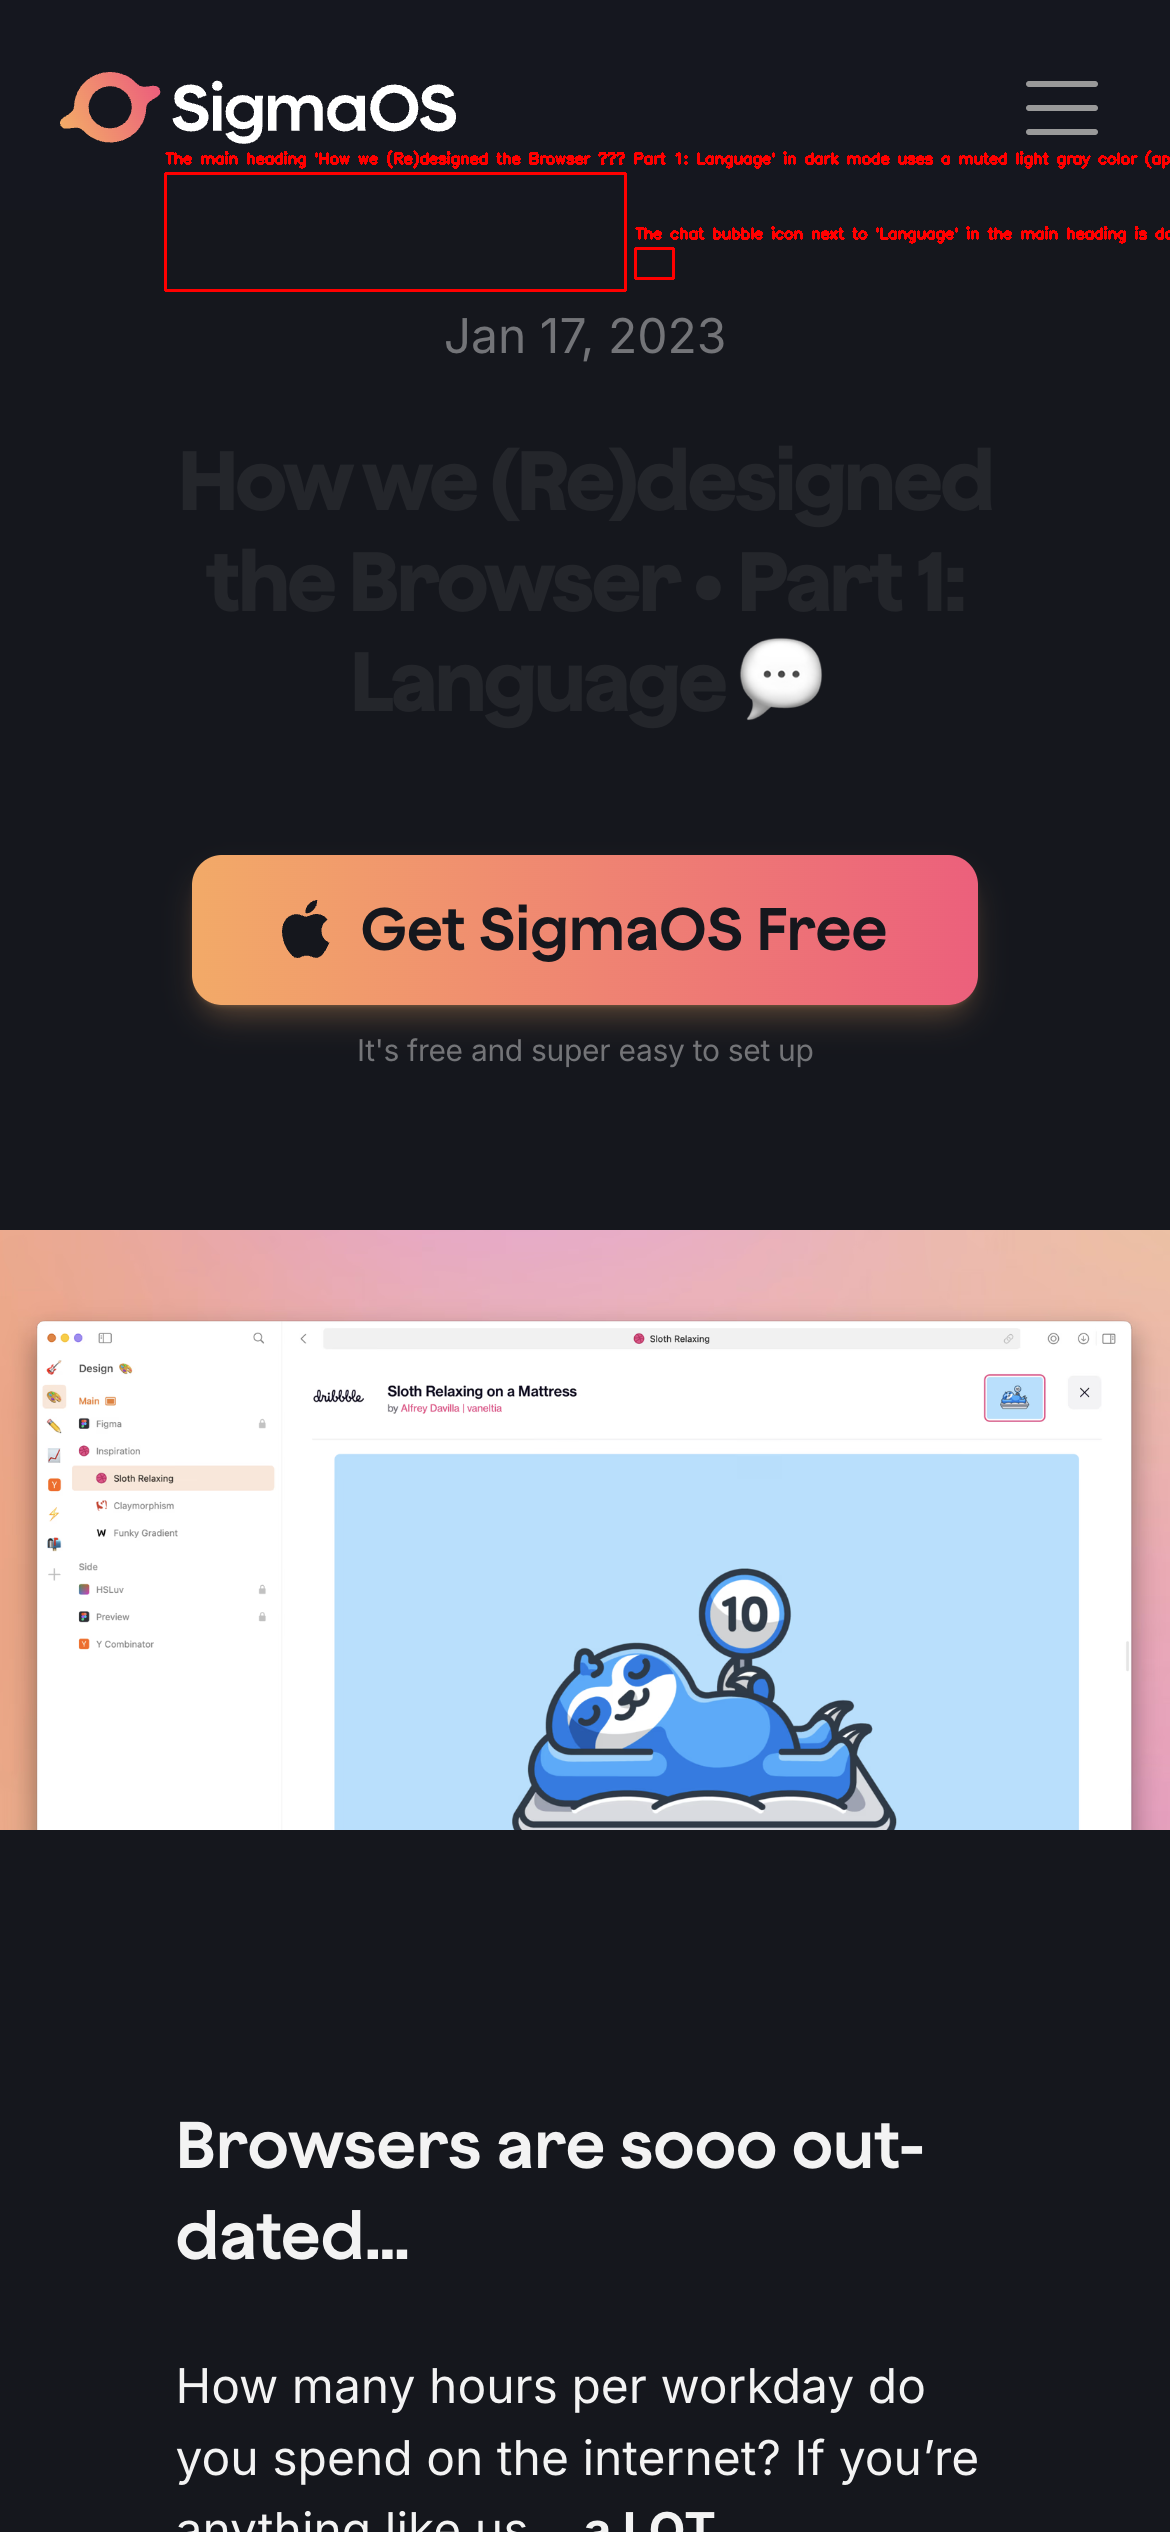 SigmaOS
The main heading 'How we (Re)designed the Browser ??? Part 1: Language' in dark mode uses a muted light gray color (ap
The chat bubble icon next to 'Language' in the main heading is da
Jan 17, 2023
How we (Re)designed
the Browser • Part 1:
Language 💬
Get SigmaOS Free
It's free and super easy to set up
Sloth Relaxing
Design
Main
Figma
Inspiration
Sloth Relaxing
Claymorphism
Funky Gradient
Side
HSLuv
Preview
Y Combinator
dribbble
Sloth Relaxing on a Mattress
by Alfrey Davilla | vaneltia
10
Browsers are sooo out-
dated...
How many hours per workday do
you spend on the internet? If you’re
anything like us... a LOT